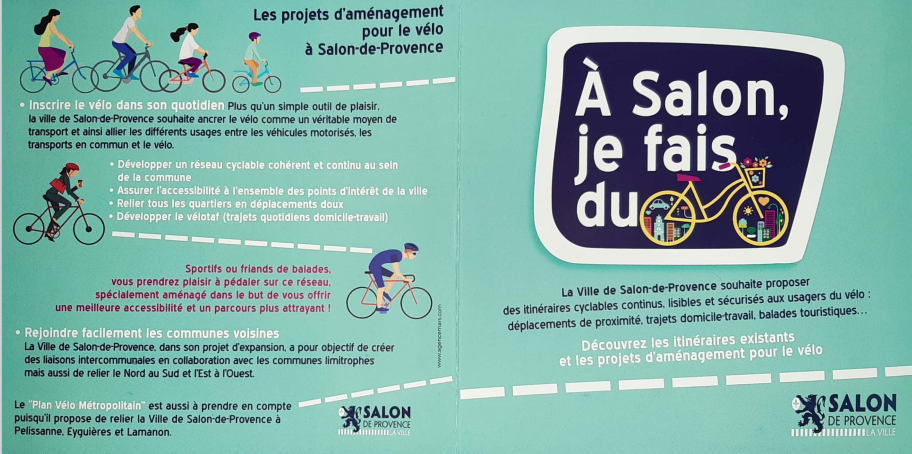 Les projets d'aménagement
pour le vélo
à Salon-de-Provence
• Inscrire le vélo dans son quotidien Plus qu'un simple outil de plaisir,
la ville de Salon-de-Provence souhaite ancrer le vélo comme un véritable moyen de
transport et ainsi allier les différents usages entre les véhicules motorisés, les
transports en commun et le vélo.
• Développer un réseau cyclable cohérent et continu au sein
de la commune
• Assurer l'accessibilité à l'ensemble des points d'intérêt de la ville
• Relier tous les quartiers en déplacements doux
• Développer le vélotaf (trajets quotidiens domicile-travail)
Sportifs ou friands de balades,
vous prendrez plaisir à pédaler sur ce réseau,
spécialement aménagé dans le but de vous offrir
une meilleure accessibilité et un parcours plus attrayant !
• Rejoindre facilement les communes voisines
La Ville de Salon-de-Provence, dans son projet d'expansion, a pour objectif de créer
des liaisons intercommunales en collaboration avec les communes limitrophes
mais aussi de relier le Nord au Sud et l'Est à l'Ouest.
Le "Plan Vélo Métropolitain" est aussi à prendre en compte
puisqu'il propose de relier la Ville de Salon-de-Provence à
Pelissanne, Eyguières et Lamanon.
SALON
DE PROVENCE
LA VILLE
www.agencemars.com
À Salon,
je fais
du
La Ville de Salon-de-Provence souhaite proposer
des itinéraires cyclables continus, lisibles et sécurisés aux usagers du vélo :
déplacements de proximité, trajets domicile-travail, balades touristiques...
Découvrez les itinéraires existants
et les projets d'aménagement pour le vélo
SALON
DE PROVENCE
LA VILLE